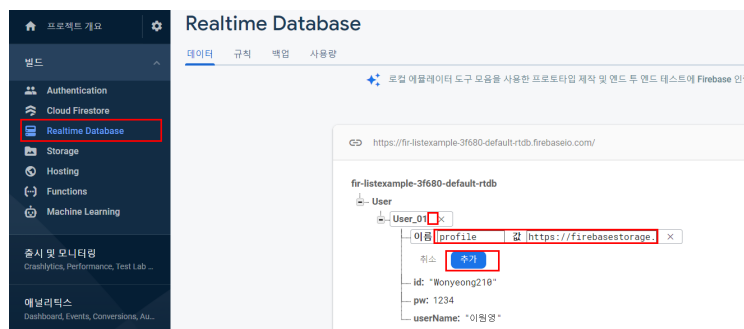 프로젝트 개요
Realtime Database
데이터 규칙 백업 사용량
빌드
로컬 에뮬레이터 도구 모음을 사용한 프로토타입 제작 및 엔드 투 엔드 테스트에 Firebase 인
Authentication
Cloud Firestore
Realtime Database
Storage
Hosting
Functions
Machine Learning
출시 및 모니터링
Crashlytics, Performance, Test Lab ...
애널리틱스
Dashboard, Events, Conversions, Au...
https://fir-listexample-3f680-default-rtdb.firebaseio.com/
fir-listexample-3f680-default-rtdb
User
User_01
이름 profile 값 https://firebasestorage.
취소 추가
id: "Wonyeong210"
pw: 1234
userName: "이원영"